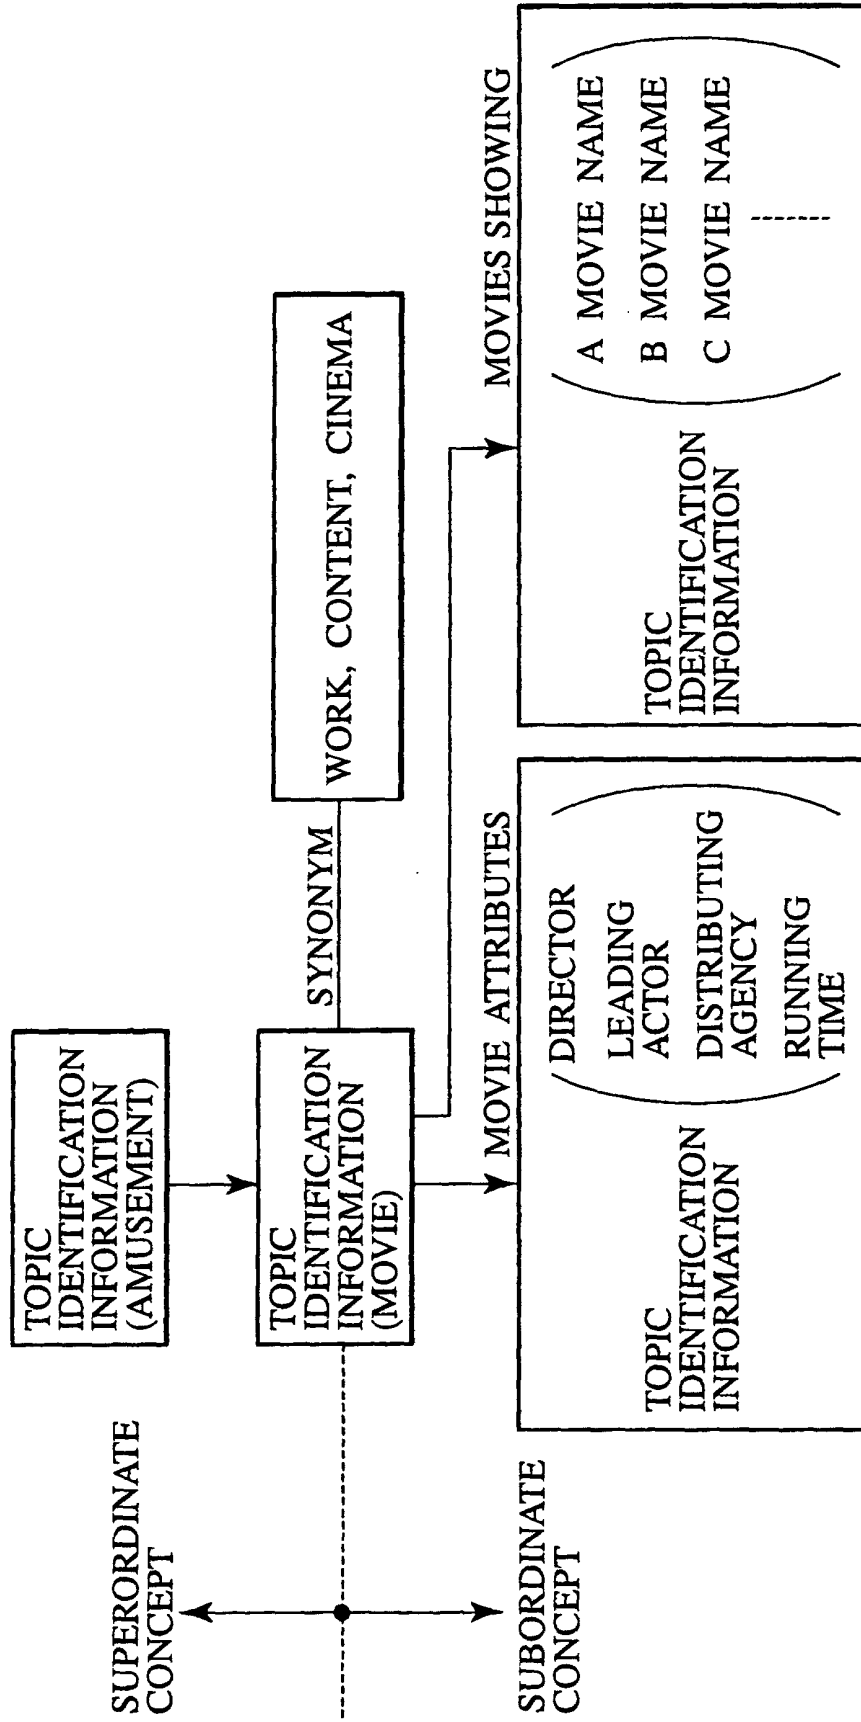 SUPERORDINATE
CONCEPT
SUBORDINATE
CONCEPT
TOPIC
IDENTIFICATION
INFORMATION
(AMUSEMENT)
TOPIC
IDENTIFICATION
INFORMATION
(MOVIE)
SYNONYM
WORK, CONTENT, CINEMA
MOVIE ATTRIBUTES
TOPIC
IDENTIFICATION
INFORMATION
DIRECTOR
LEADING
ACTOR
DISTRIBUTING
AGENCY
RUNNING
TIME
MOVIES SHOWING
TOPIC
IDENTIFICATION
INFORMATION
A MOVIE NAME
B MOVIE NAME
C MOVIE NAME